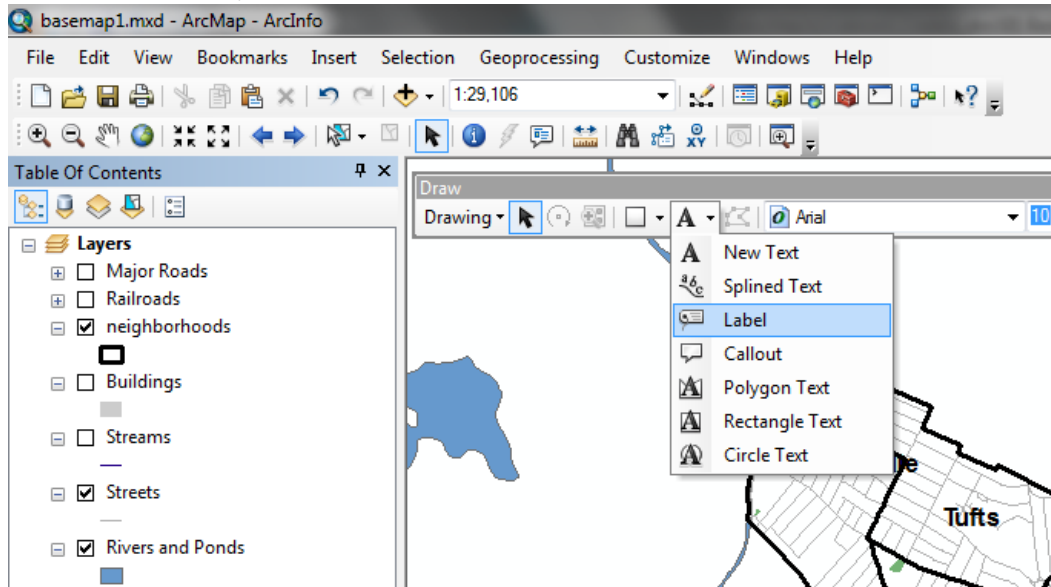 basemap1.mxd - ArcMap - ArcInfo
File Edit View Bookmarks Insert Selection Geoprocessing Customize Windows Help
1:29,106
Table Of Contents
Draw
Drawing A Arial 10
Layers
Major Roads
Railroads
neighborhoods
Buildings
Streams
Streets
Rivers and Ponds
New Text
Splined Text
Label
Callout
Polygon Text
Rectangle Text
Circle Text
Tufts